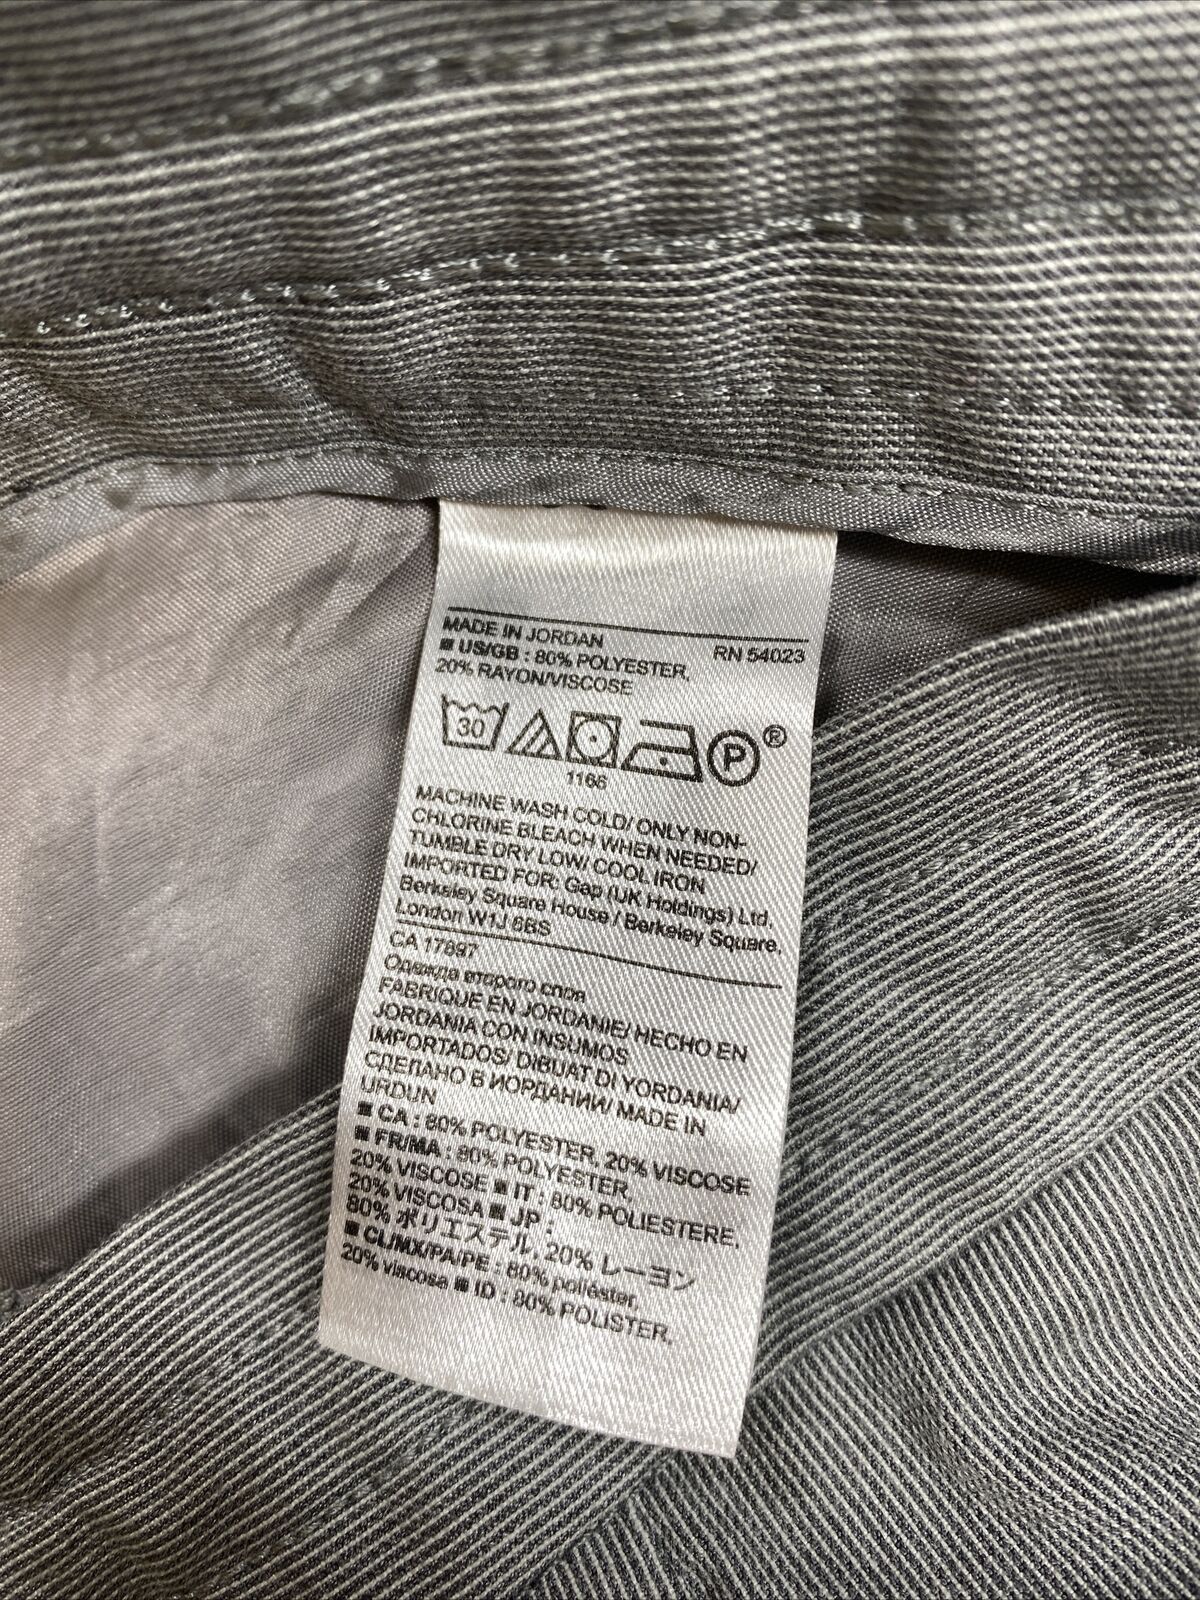 MADE IN JORDAN RN 54023
■ US/GB : 80% POLYESTER,
20% RAYON/VISCOSE
30 P ®
1166
MACHINE WASH COLD/ ONLY NON-
CHLORINE BLEACH WHEN NEEDED/
TUMBLE DRY LOW/ COOL IRON
IMPORTED FOR: Gap (UK Holdings) Ltd,
Berkeley Square House / Berkeley Square,
London W1J 6BS
CA 17897
Одежда второго слоя
FABRIQUE EN JORDANIE/ HECHO EN
JORDANIA CON INSUMOS
IMPORTADOS/ DIBUAT DI YORDANIA/
СДЕЛАНО В ИОРДАНИИ/ MADE IN
URDUN
■ CA : 80% POLYESTER, 20% VISCOSE
■ FR/MA : 80% POLYESTER,
20% VISCOSE ■ IT : 80% POLIESTERE,
20% VISCOSA ■ JP :
80% ポリエステル, 20% レーヨン
■ CL/MX/PA/PE : 80% poliéster,
20% viscosa ■ ID : 80% POLISTER,